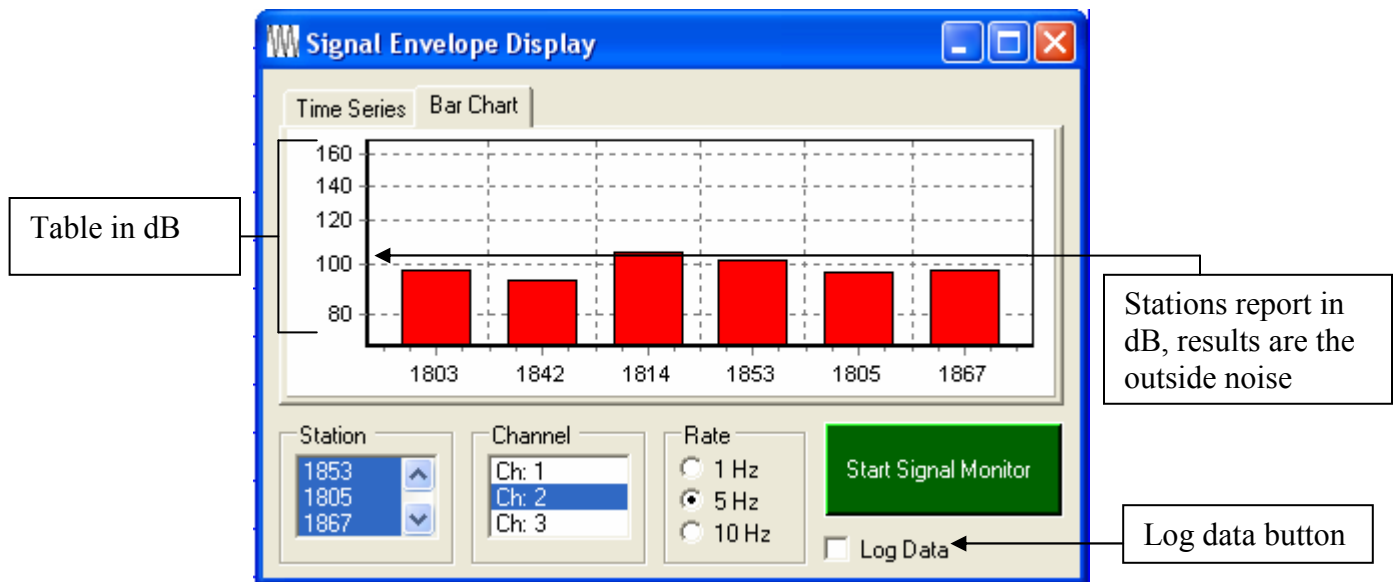 Signal Envelope Display
Time Series Bar Chart
160
140
120
100
80
1803 1842 1814 1853 1805 1867
Table in dB
Stations report in
dB, results are the
outside noise
Station
1853
1805
1867
Channel
Ch: 1
Ch: 2
Ch: 3
Rate
1 Hz
5 Hz
10 Hz
Start Signal Monitor
Log Data
Log data button